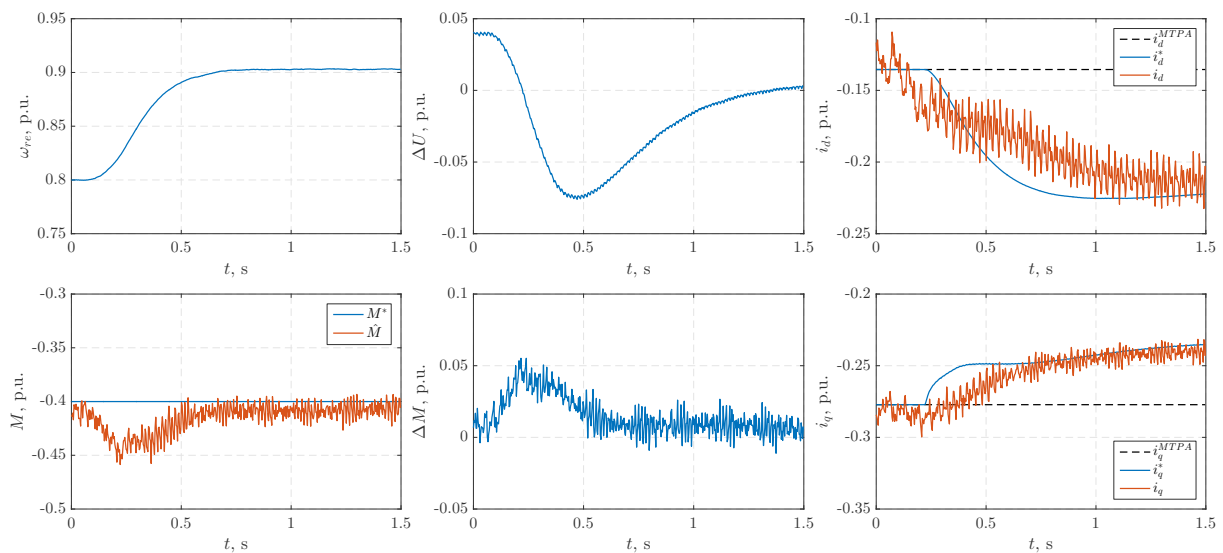 0.95
0.9
0.85
0.8
0.75
ω_re, p.u.
0 0.5 1 1.5
t, s
0.05
0
-0.05
-0.1
ΔU, p.u.
0 0.5 1 1.5
t, s
-0.1
-0.15
-0.2
-0.25
i_d, p.u.
i_d^MTPA
i_d^*
i_d
0 0.5 1 1.5
t, s
-0.3
-0.35
-0.4
-0.45
-0.5
M, p.u.
M*
M̂
0 0.5 1 1.5
t, s
0.1
0.05
0
-0.05
ΔM, p.u.
0 0.5 1 1.5
t, s
-0.2
-0.25
-0.3
-0.35
i_q, p.u.
i_q^MTPA
i_q^*
i_q
0 0.5 1 1.5
t, s